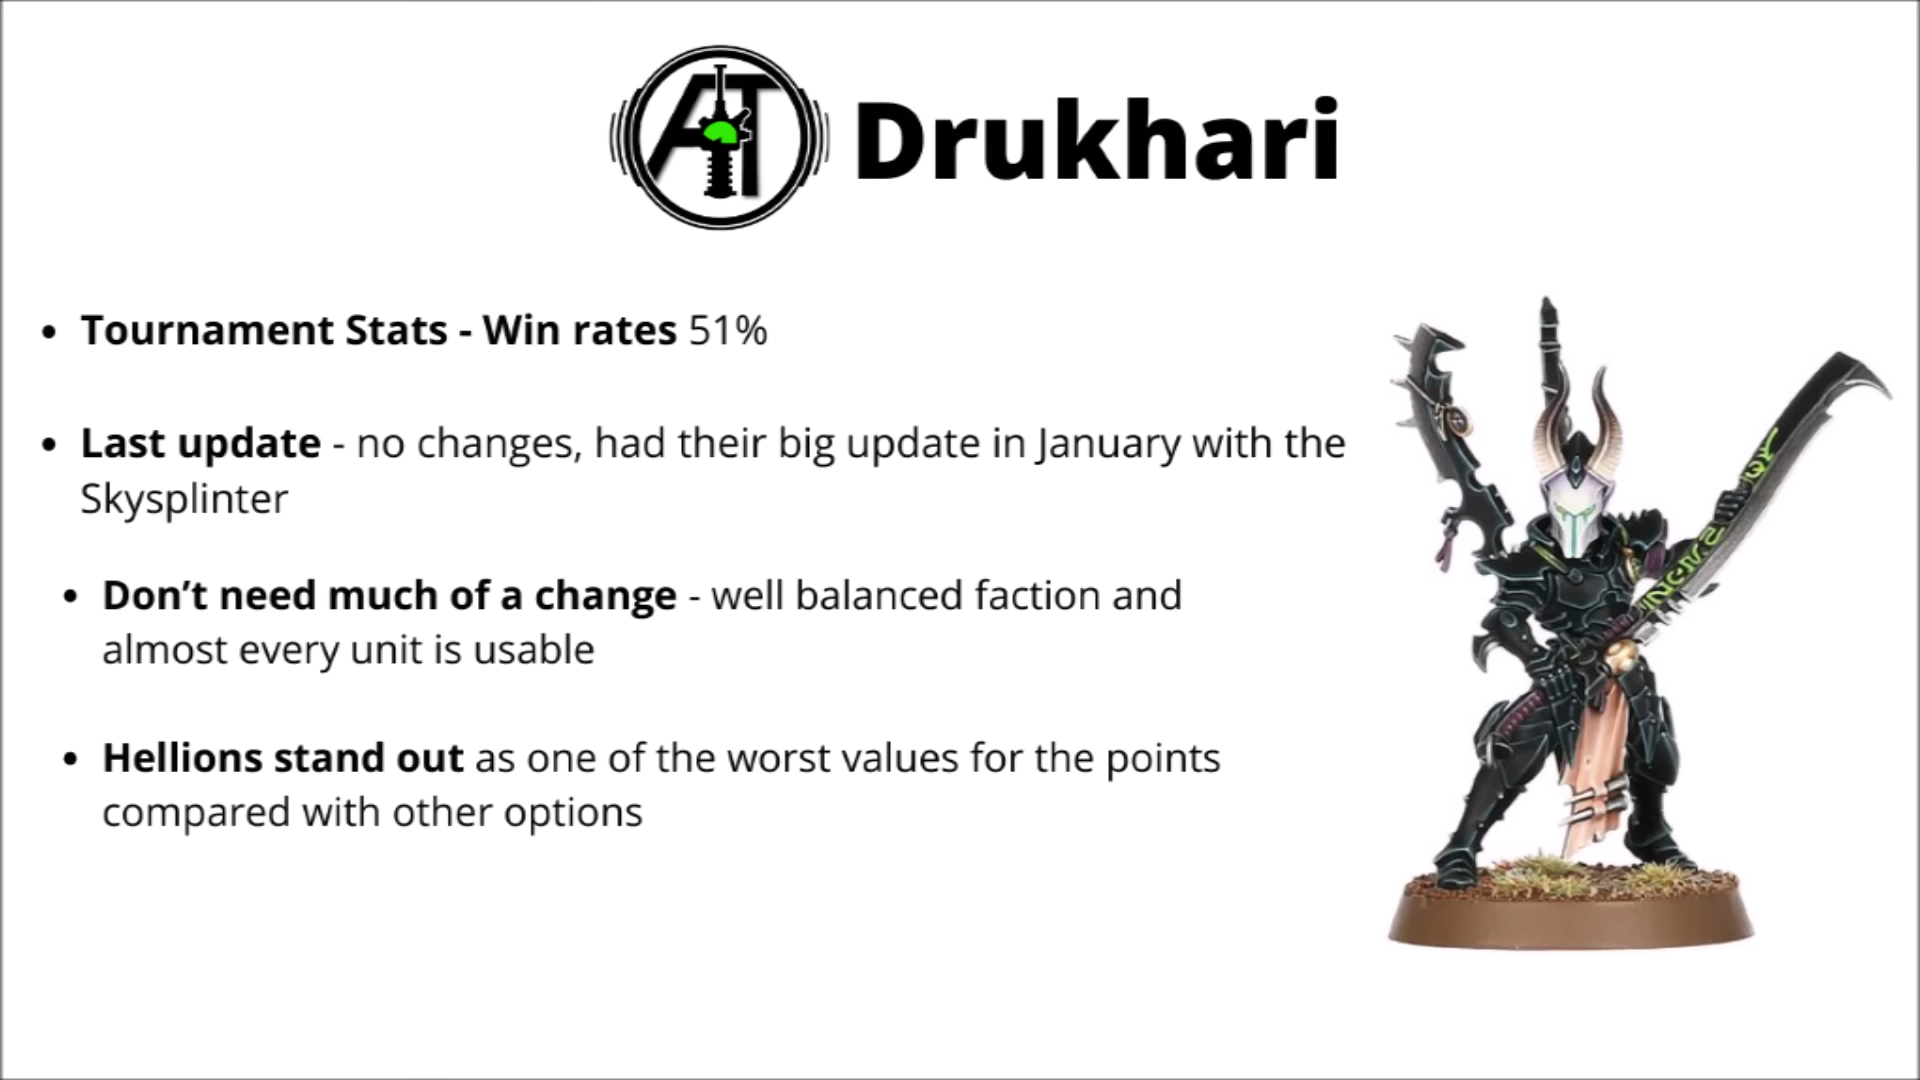 AT
Drukhari
• Tournament Stats - Win rates 51%
• Last update - no changes, had their big update in January with the
Skysplinter
• Don’t need much of a change - well balanced faction and
almost every unit is usable
• Hellions stand out as one of the worst values for the points
compared with other options